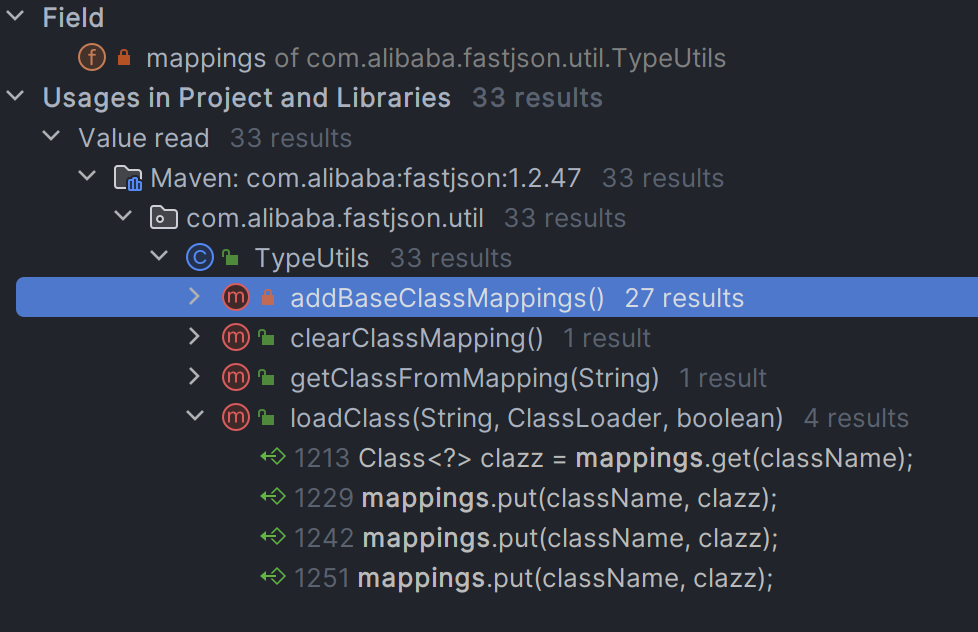 Field
f mappings of com.alibaba.fastjson.util.TypeUtils
Usages in Project and Libraries 33 results
Value read 33 results
Maven: com.alibaba:fastjson:1.2.47 33 results
com.alibaba.fastjson.util 33 results
C TypeUtils 33 results
m addBaseClassMappings() 27 results
m clearClassMapping() 1 result
m getClassFromMapping(String) 1 result
m loadClass(String, ClassLoader, boolean) 4 results
1213 Class<?> clazz = mappings.get(className);
1229 mappings.put(className, clazz);
1242 mappings.put(className, clazz);
1251 mappings.put(className, clazz);